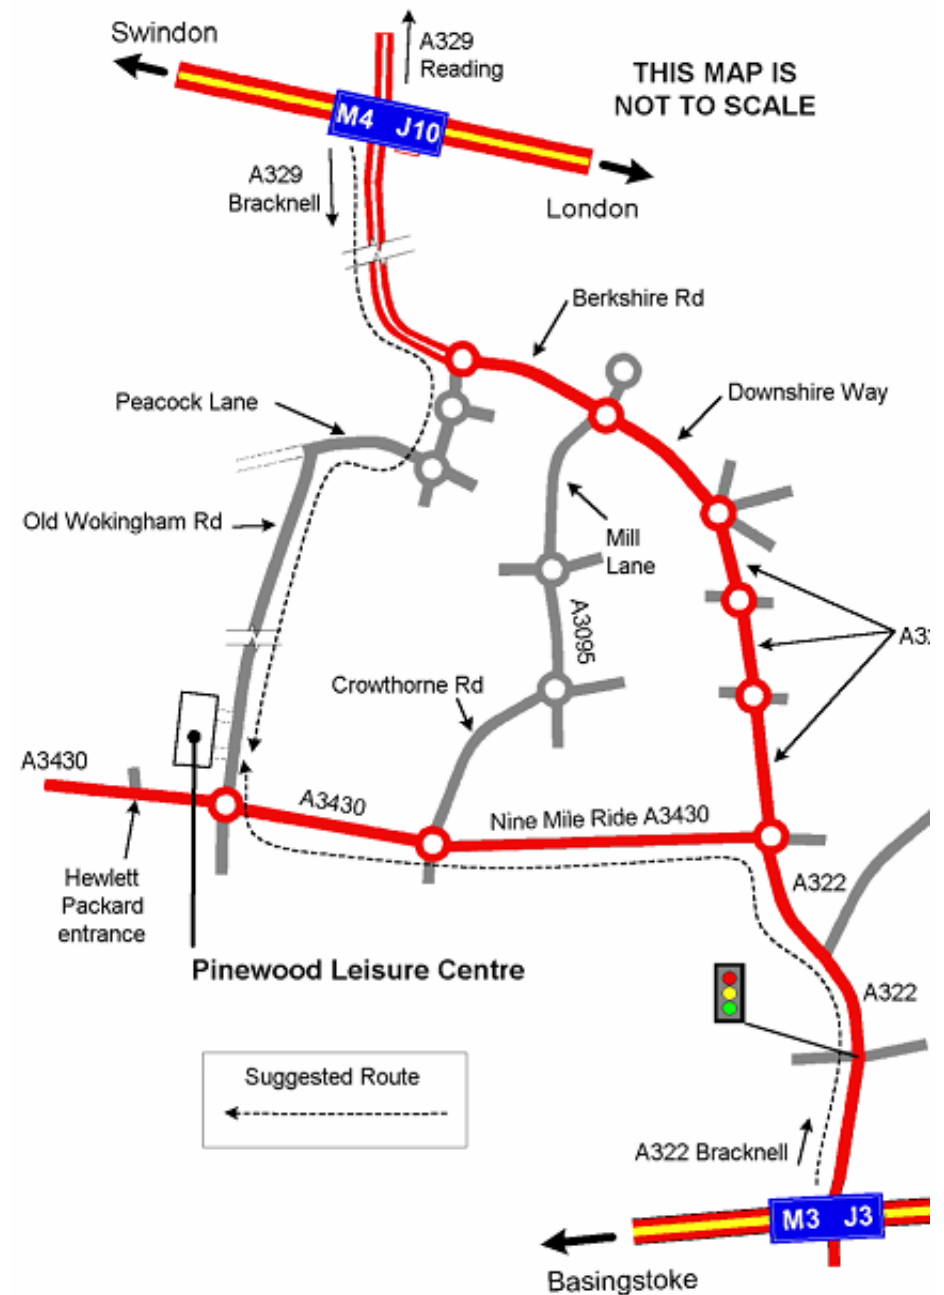 Swindon
A329
Reading
THIS MAP IS
NOT TO SCALE
M4 J10
A329
Bracknell
London
Berkshire Rd
Peacock Lane
Downshire Way
Old Wokingham Rd
Mill
Lane
A3095
A32
Crowthorne Rd
A3430
A3430
Nine Mile Ride A3430
Hewlett
Packard
entrance
A322
Pinewood Leisure Centre
A322
Suggested Route
A322 Bracknell
M3 J3
Basingstoke